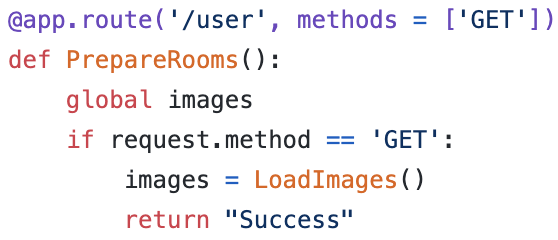 @app.route('/user', methods = ['GET'])
def PrepareRooms():
    global images
    if request.method == 'GET':
        images = LoadImages()
        return "Success"